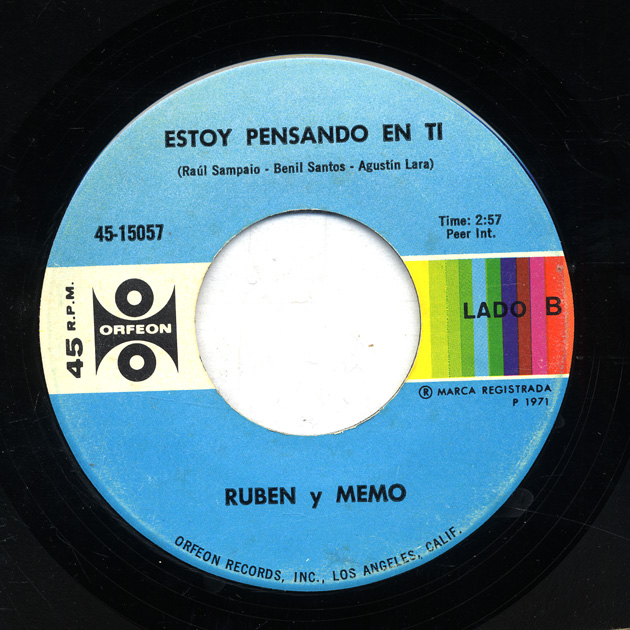 ESTOY PENSANDO EN TI
(Raúl Sampaio - Benil Santos - Agustín Lara)
45-15057
Time: 2:57
Peer Int.
45 R.P.M.
ORFEON
LADO B
® MARCA REGISTRADA
P 1971
RUBEN y MEMO
ORFEON RECORDS, INC., LOS ANGELES, CALIF.